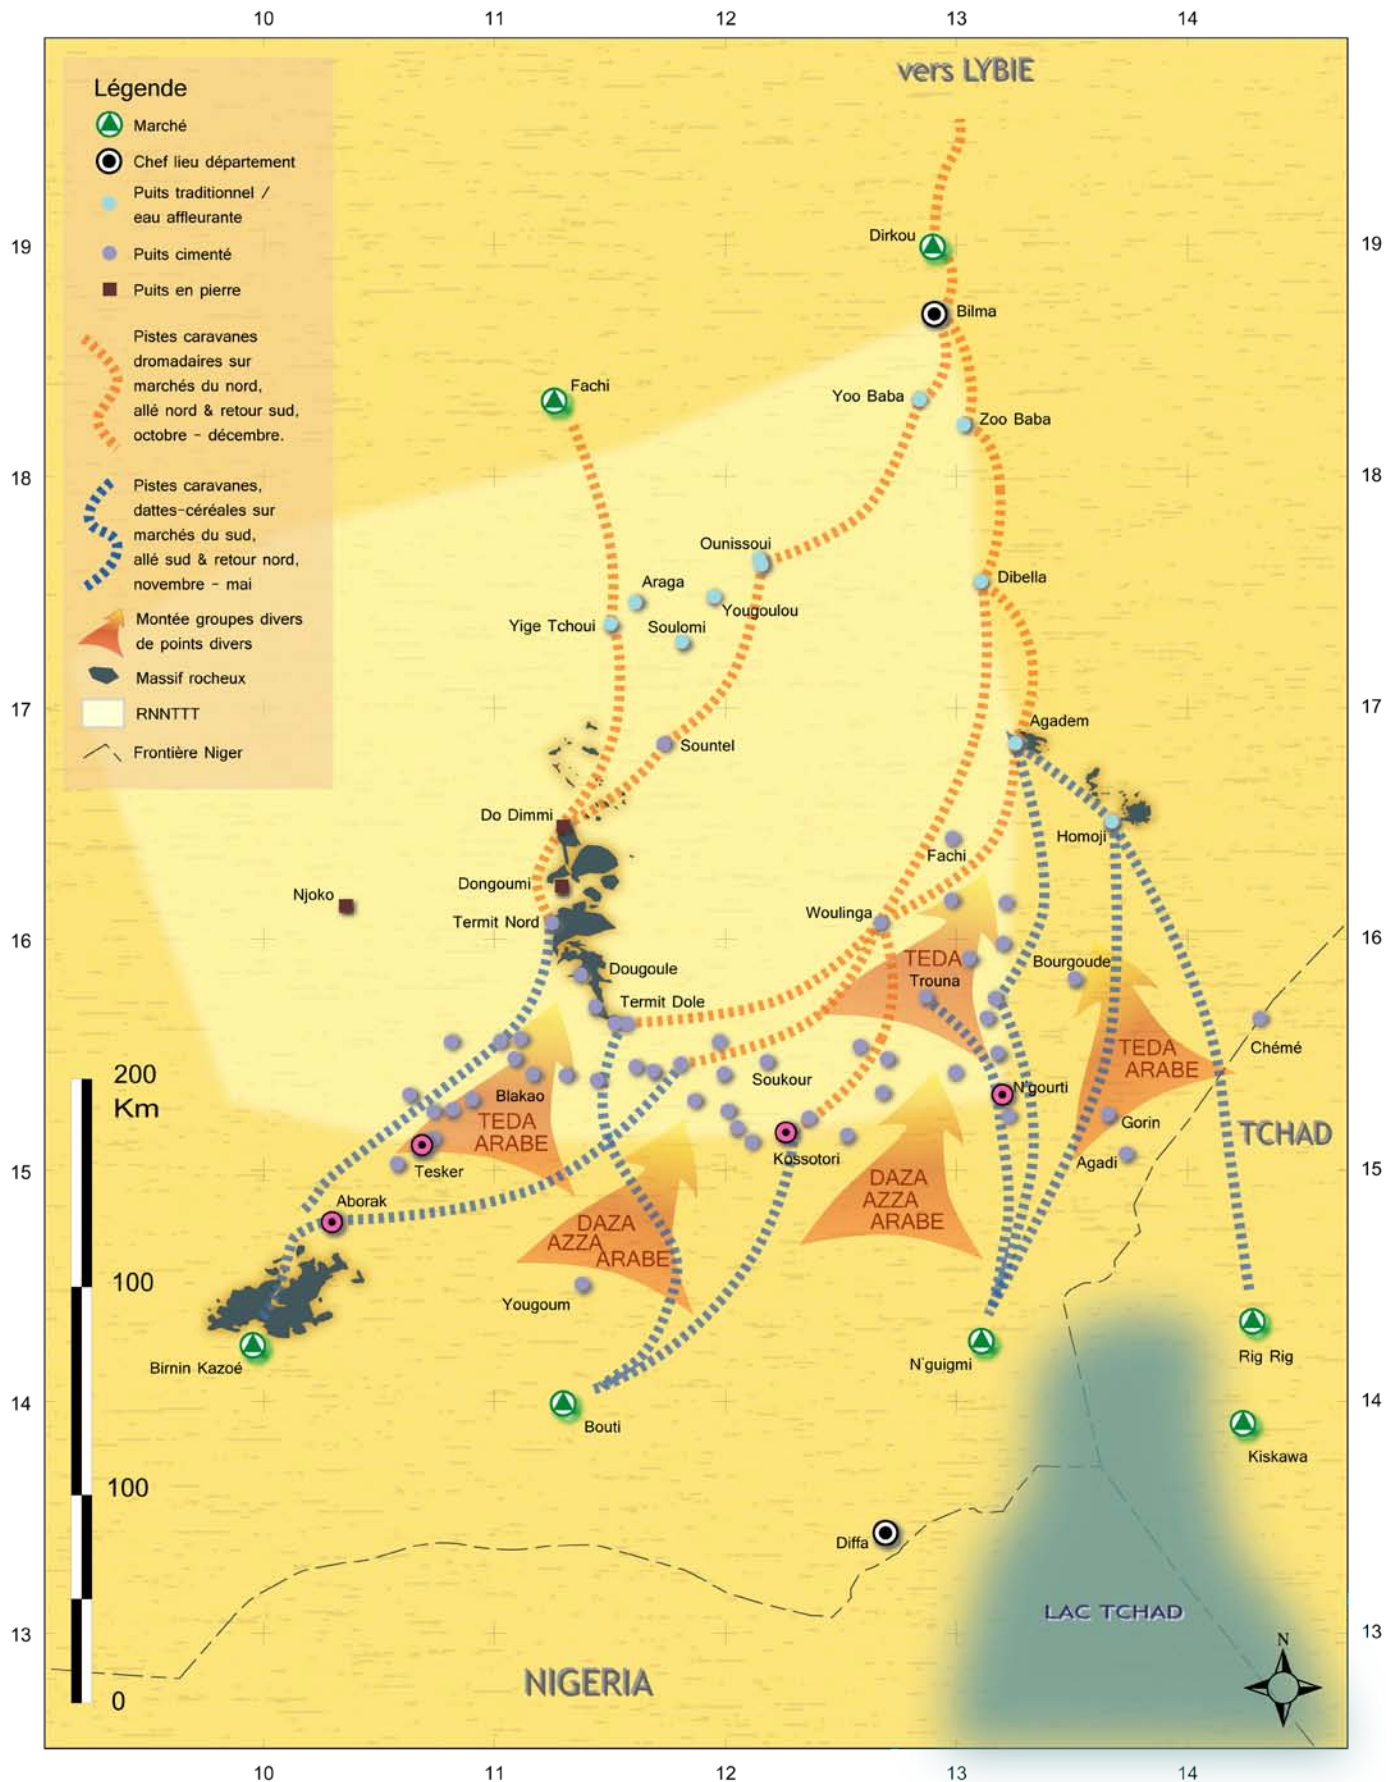 10 11 12 13 14
vers LYBIE
Légende
Marché
Chef lieu département
Puits traditionnel /
eau affleurante
Puits cimenté
Puits en pierre
Pistes caravanes
dromadaires sur
marchés du nord,
allé nord & retour sud,
octobre - décembre.
Pistes caravanes,
dattes-céréales sur
marchés du sud,
allé sud & retour nord,
novembre - mai
Montée groupes divers
de points divers
Massif rocheux
RNNTTT
Frontière Niger
Dirkou
19 19
Bilma
Fachi
Yoo Baba
Zoo Baba
18 18
Ounissoui
Araga
Dibella
Yougoulou
Yige Tchoui
Soulomi
17 17
Agadem
Sountel
Do Dimmi
Homoji
Fachi
Dongoumi
Njoko
Woulinga
Termit Nord
16 16
TEDA
Bourgoude
Dougoule
Trouna
Termit Dole
TEDA
ARABE
Chémé
200
Km
Soukour
N'gourti
Blakao
TEDA
ARABE
Gorin
TCHAD
Kossotori
Agadi
15 15
Tesker
DAZA
AZZA
ARABE
Aborak
DAZA
AZZA
ARABE
100
Yougoum
Rig Rig
N'guigmi
Birnin Kazoé
14 14
Bouti
Kiskawa
100
Diffa
LAC TCHAD
13 13
N
NIGERIA
0
10 11 12 13 14